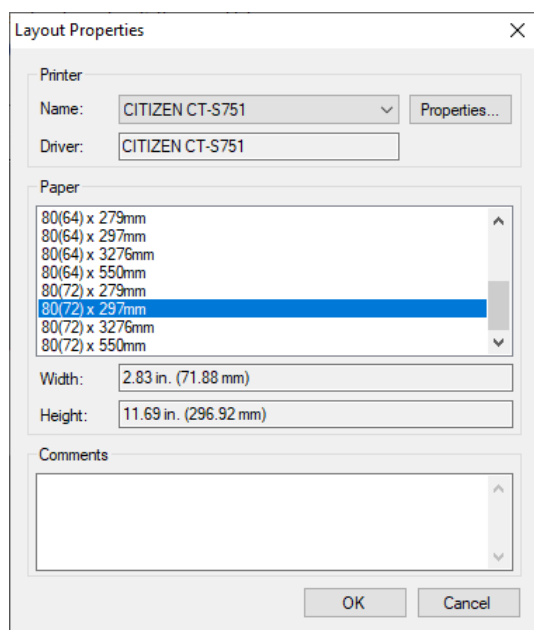 Layout Properties
Printer
Name: CITIZEN CT-S751 Properties...
Driver: CITIZEN CT-S751
Paper
80(64) x 279mm
80(64) x 297mm
80(64) x 3276mm
80(64) x 550mm
80(72) x 279mm
80(72) x 297mm
80(72) x 3276mm
80(72) x 550mm
Width: 2.83 in. (71.88 mm)
Height: 11.69 in. (296.92 mm)
Comments
OK Cancel